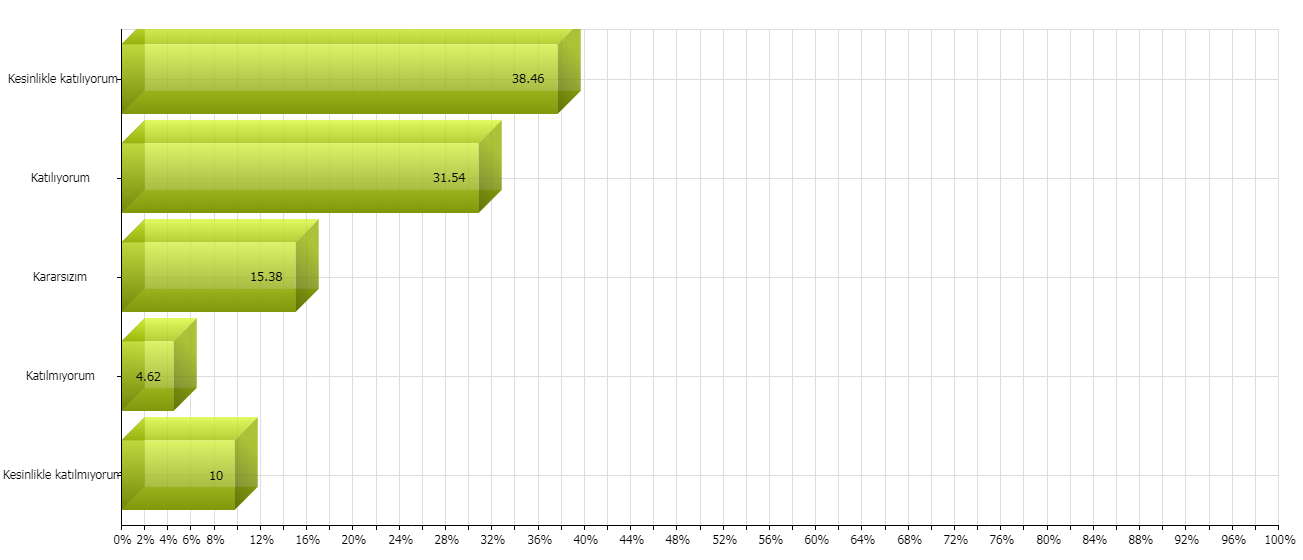 Kesinlikle katılıyorum
38.46
Katılıyorum
31.54
Kararsızım
15.38
Katılmıyorum
4.62
Kesinlikle katılmıyorum
10
0% 2% 4% 6% 8% 12% 16% 20% 24% 28% 32% 36% 40% 44% 48% 52% 56% 60% 64% 68% 72% 76% 80% 84% 88% 92% 96% 100%